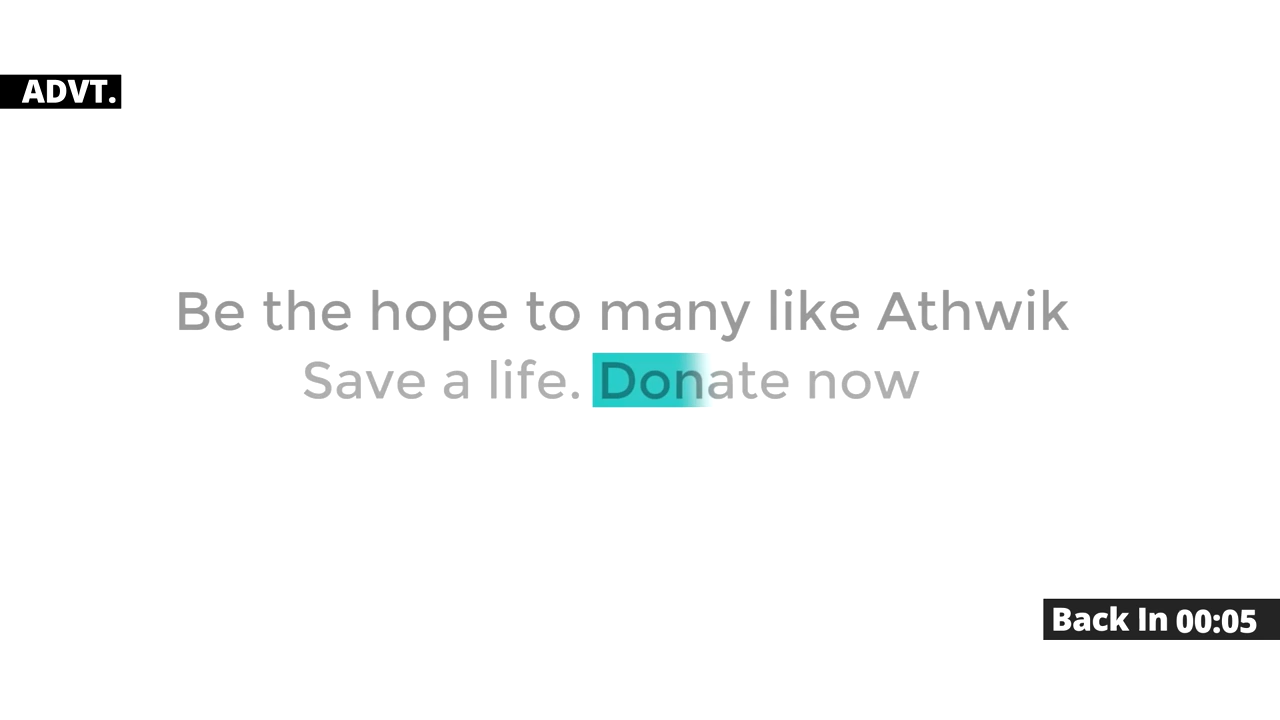 ADVT.
Be the hope to many like Athwik
Save a life. Donate now
Back In 00:05